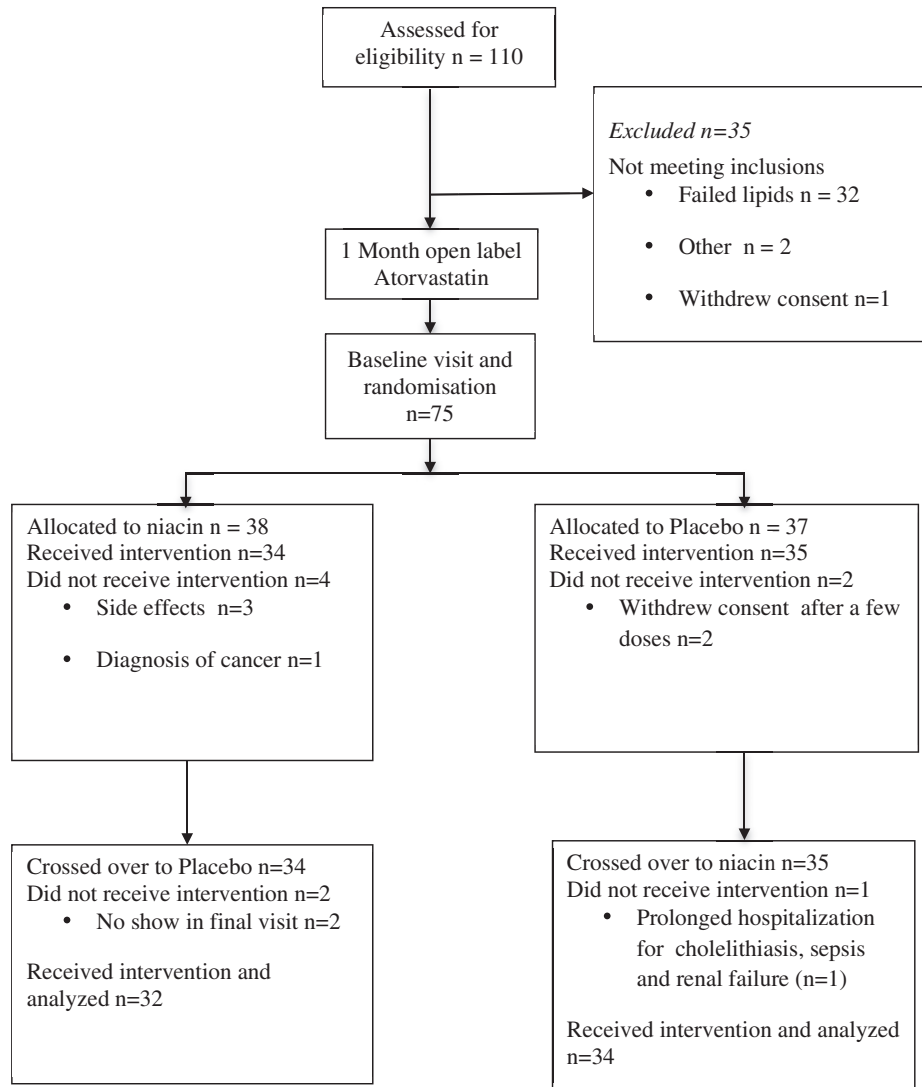 Assessed for
eligibility n = 110
Excluded n=35
Not meeting inclusions
• Failed lipids n = 32
• Other n = 2
• Withdrew consent n=1
1 Month open label
Atorvastatin
Baseline visit and
randomisation
n=75
Allocated to niacin n = 38
Received intervention n=34
Did not receive intervention n=4
• Side effects n=3
• Diagnosis of cancer n=1
Allocated to Placebo n = 37
Received intervention n=35
Did not receive intervention n=2
• Withdrew consent after a few
doses n=2
Crossed over to Placebo n=34
Did not receive intervention n=2
• No show in final visit n=2
Received intervention and
analyzed n=32
Crossed over to niacin n=35
Did not receive intervention n=1
• Prolonged hospitalization
for cholelithiasis, sepsis
and renal failure (n=1)
Received intervention and analyzed
n=34